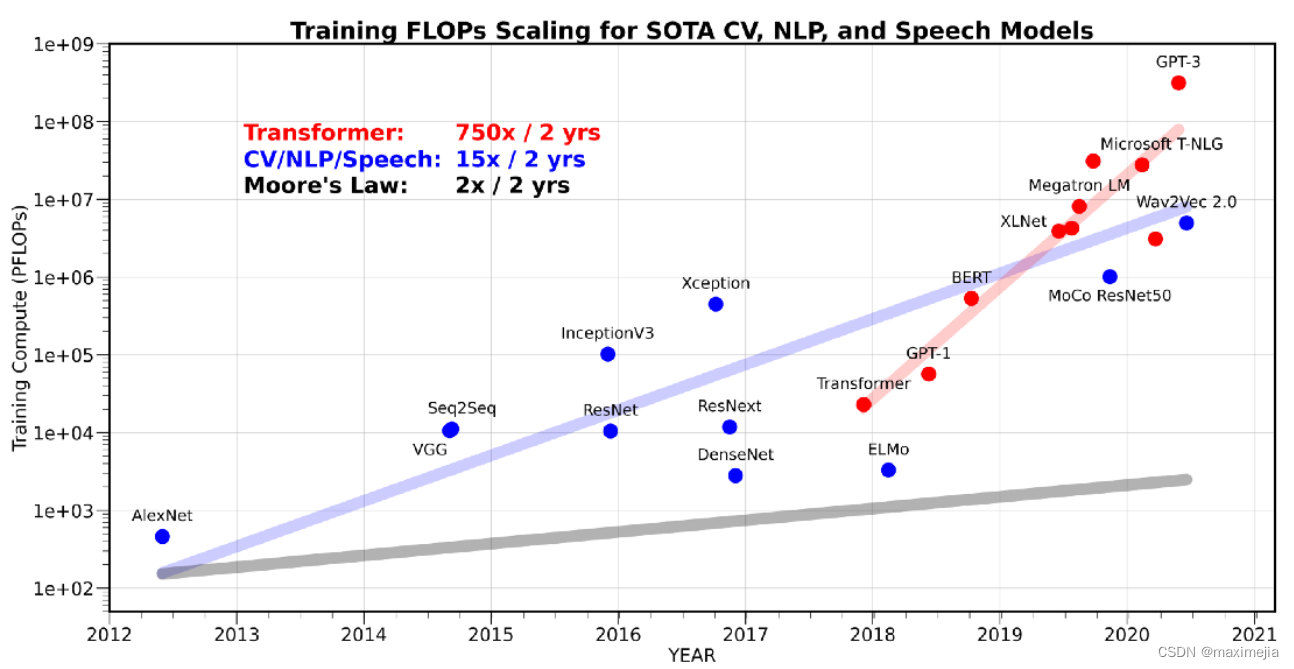 Training FLOPs Scaling for SOTA CV, NLP, and Speech Models
Training Compute (PFLOPs)
1e+09
1e+08
1e+07
1e+06
1e+05
1e+04
1e+03
1e+02
Transformer: 750x / 2 yrs
CV/NLP/Speech: 15x / 2 yrs
Moore's Law: 2x / 2 yrs
GPT-3
Microsoft T-NLG
Megatron LM
Wav2Vec 2.0
XLNet
BERT
MoCo ResNet50
Xception
InceptionV3
GPT-1
Transformer
Seq2Seq
ResNet
ResNext
VGG
DenseNet
ELMo
AlexNet
2012 2013 2014 2015 2016 2017 2018 2019 2020 2021
YEAR
CSDN @maximejia